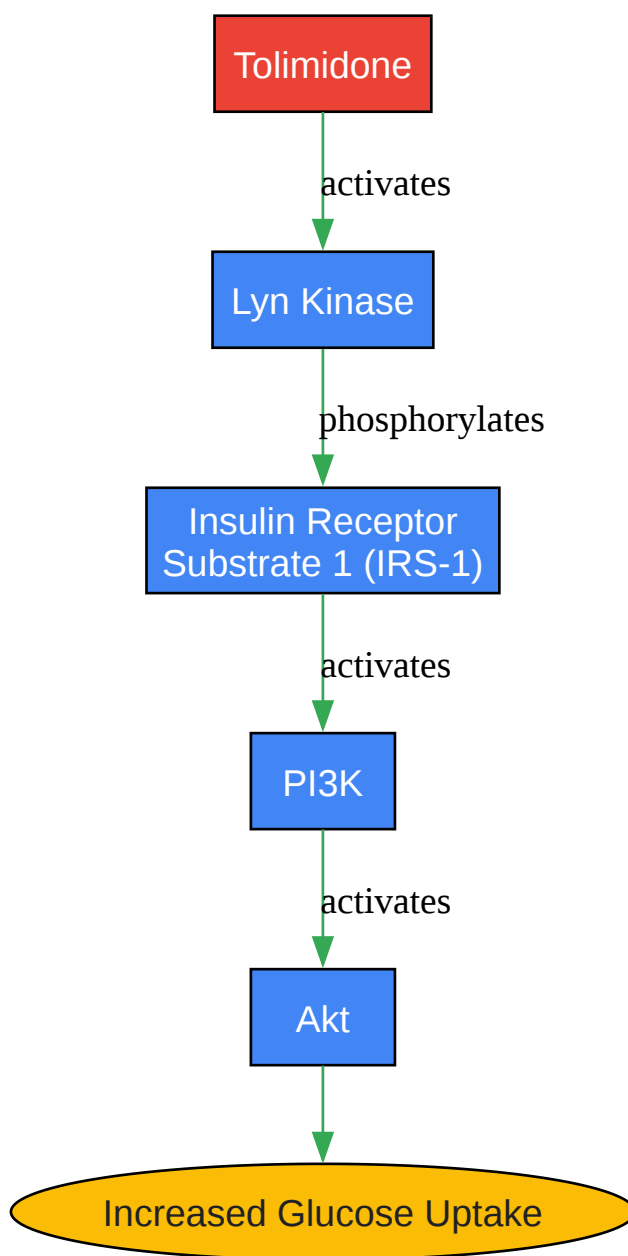 Tolimidone
activates
Lyn Kinase
phosphorylates
Insulin Receptor
Substrate 1 (IRS-1)
activates
PI3K
activates
Akt
Increased Glucose Uptake